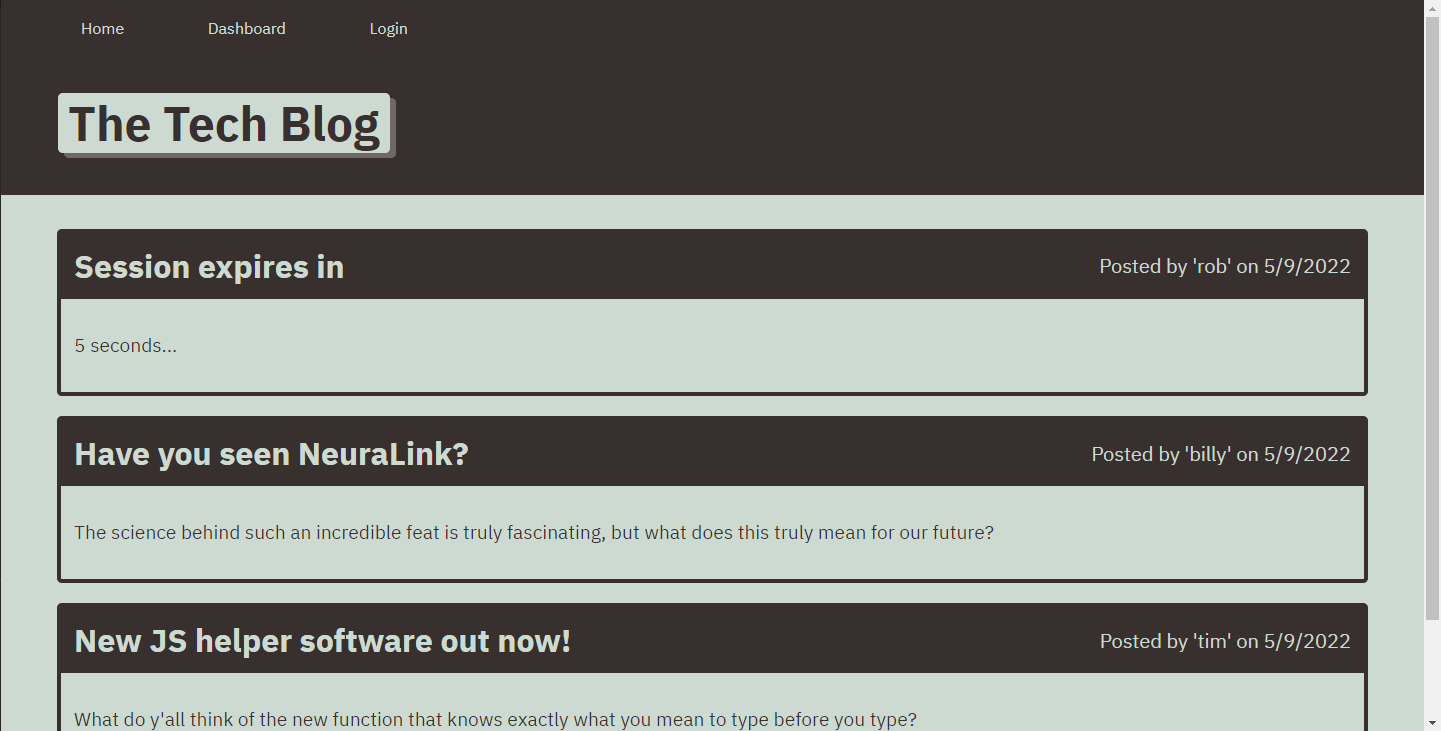 Home Dashboard Login
The Tech Blog
Session expires in Posted by 'rob' on 5/9/2022
5 seconds...
Have you seen NeuraLink? Posted by 'billy' on 5/9/2022
The science behind such an incredible feat is truly fascinating, but what does this truly mean for our future?
New JS helper software out now! Posted by 'tim' on 5/9/2022
What do y'all think of the new function that knows exactly what you mean to type before you type?